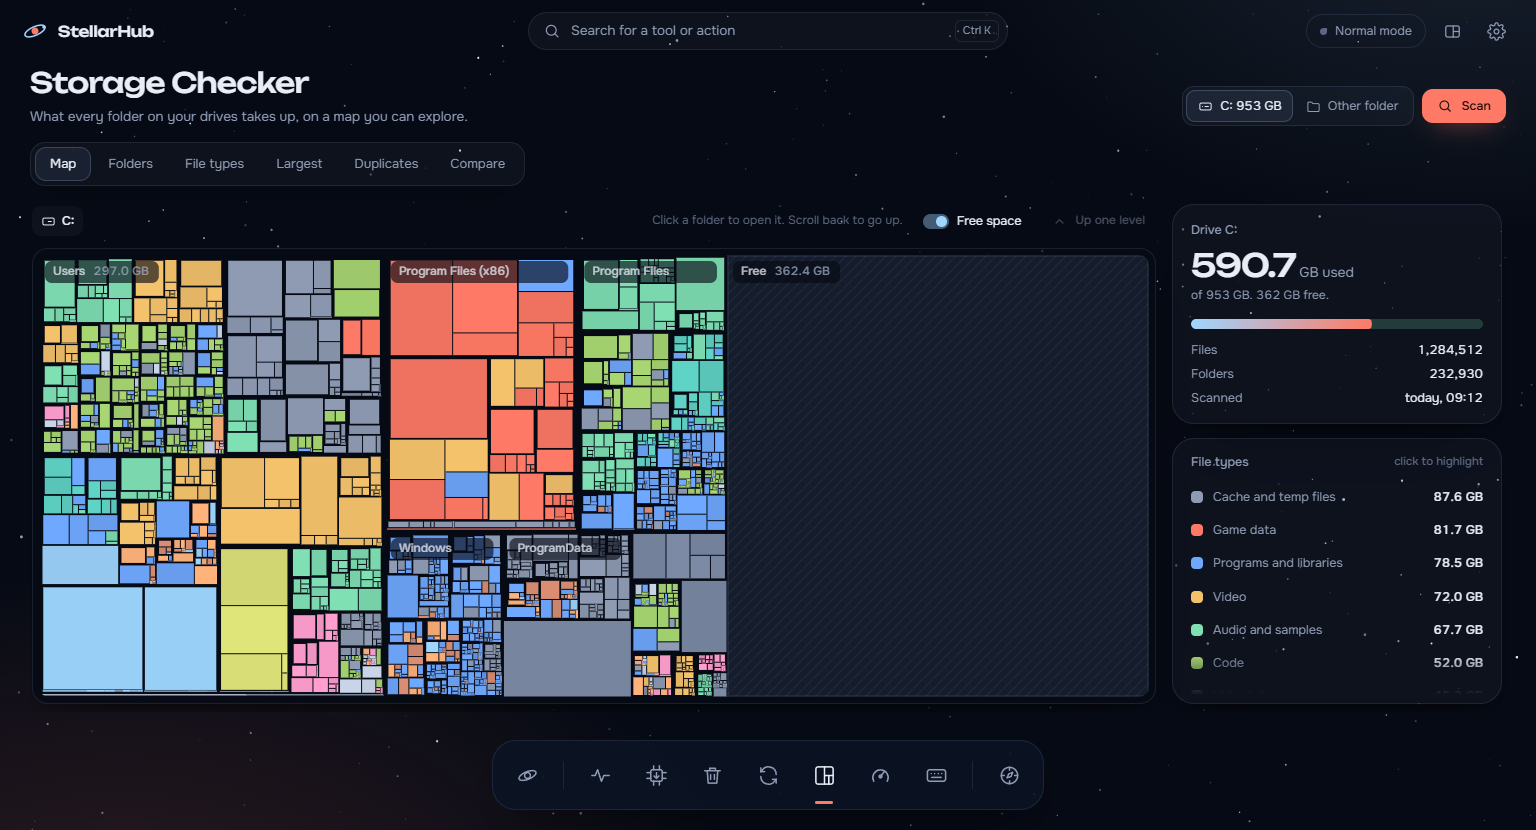 StellarHub
Search for a tool or action
Ctrl K
Normal mode
Storage Checker
What every folder on your drives takes up, on a map you can explore.
C: 953 GB
Other folder
Scan
Map
Folders
File types
Largest
Duplicates
Compare
C:
Click a folder to open it. Scroll back to go up.
Free space
Up one level
Users 297.0 GB
Program Files (x86)
Program Files
Free 362.4 GB
Windows
ProgramData
Drive C:
590.7 GB used
of 953 GB. 362 GB free.
Files 1,284,512
Folders 232,930
Scanned today, 09:12
File types click to highlight
Cache and temp files 87.6 GB
Game data 81.7 GB
Programs and libraries 78.5 GB
Video 72.0 GB
Audio and samples 67.7 GB
Code 52.0 GB